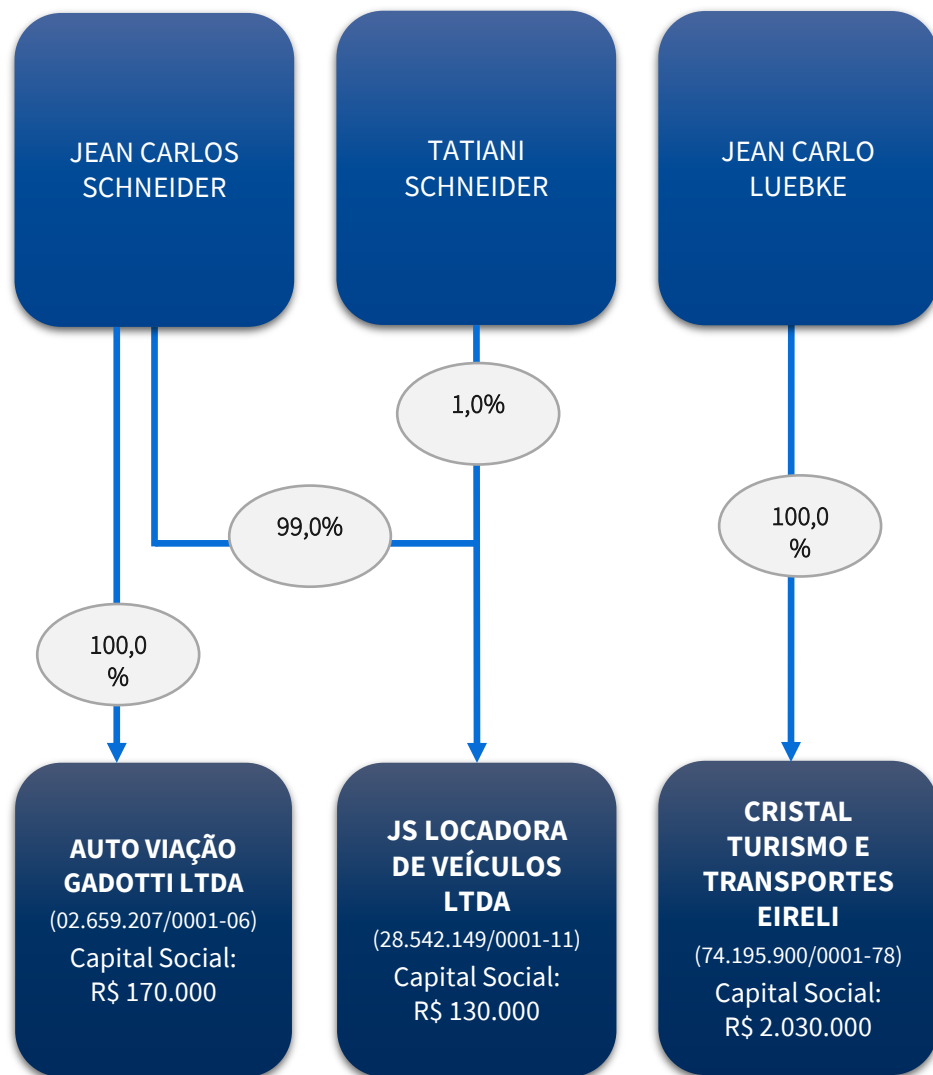 JEAN CARLOS
SCHNEIDER
TATIANI
SCHNEIDER
JEAN CARLO
LUEBKE
1,0%
99,0%
100,0
%
100,0
%
AUTO VIAÇÃO
GADOTTI LTDA
(02.659.207/0001-06)
Capital Social:
R$ 170.000
JS LOCADORA
DE VEÍCULOS
LTDA
(28.542.149/0001-11)
Capital Social:
R$ 130.000
CRISTAL
TURISMO E
TRANSPORTES
EIRELI
(74.195.900/0001-78)
Capital Social:
R$ 2.030.000